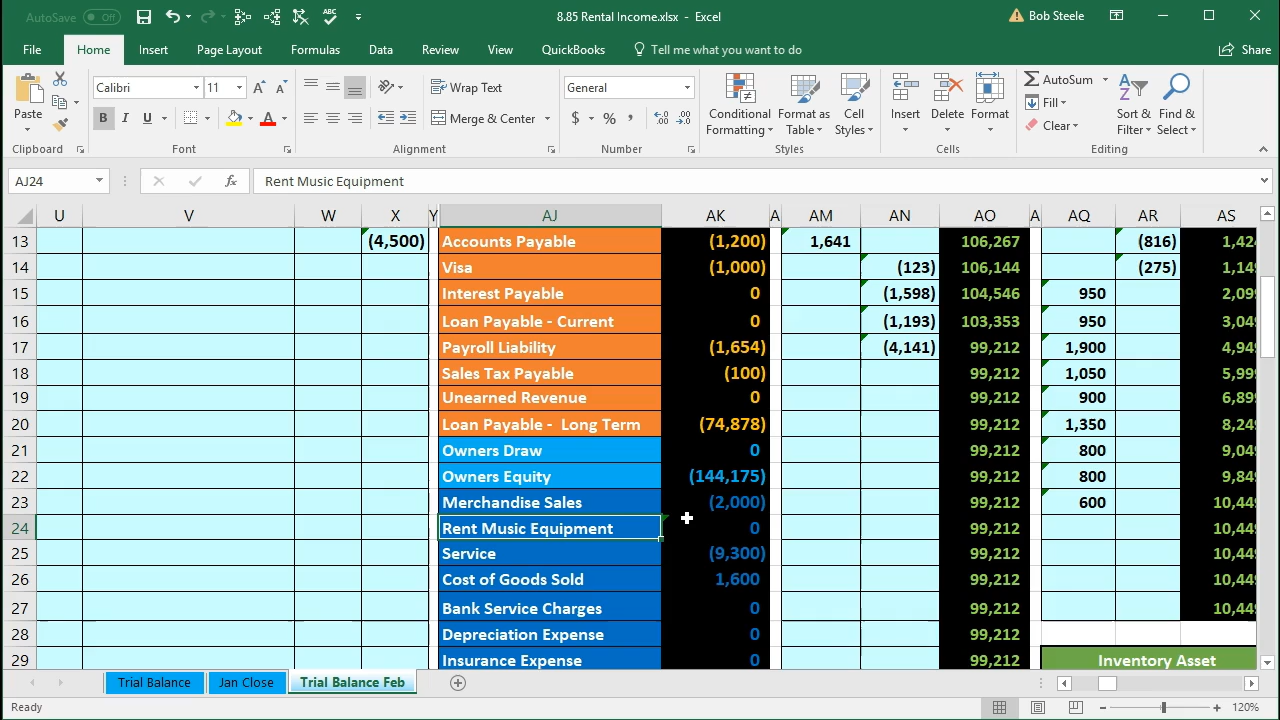 AutoSave Off
8.85 Rental Income.xlsx - Excel
Bob Steele
File Home Insert Page Layout Formulas Data Review View QuickBooks Tell me what you want to do Share
Paste
Calibri 11
B I U A
Wrap Text
Merge & Center
General
$ % ,
Conditional Formatting
Format as Table
Cell Styles
Insert Delete Format
AutoSum
Fill
Clear
Sort & Filter
Find & Select
Clipboard Font Alignment Number Styles Cells Editing
AJ24 fx Rent Music Equipment
U V W X Y AJ AK A AM AN AO A AQ AR AS
13 (4,500) Accounts Payable (1,200) 1,641 106,267 (816)
14 Visa (1,000) (123) 106,144 (275)
15 Interest Payable 0 (1,598) 104,546 950
16 Loan Payable - Current 0 (1,193) 103,353 950
17 Payroll Liability (1,654) (4,141) 99,212 1,900
18 Sales Tax Payable (100) 99,212 1,050
19 Unearned Revenue 0 99,212 900
20 Loan Payable - Long Term (74,878) 99,212 1,350
21 Owners Draw 0 99,212 800
22 Owners Equity (144,175) 99,212 800
23 Merchandise Sales (2,000) 99,212 600
24 Rent Music Equipment 0 99,212
25 Service (9,300) 99,212
26 Cost of Goods Sold 1,600 99,212
27 Bank Service Charges 0 99,212
28 Depreciation Expense 0 99,212
29 Insurance Expense 0 99,212 Inventory Asset
Trial Balance Jan Close Trial Balance Feb
Ready 120%